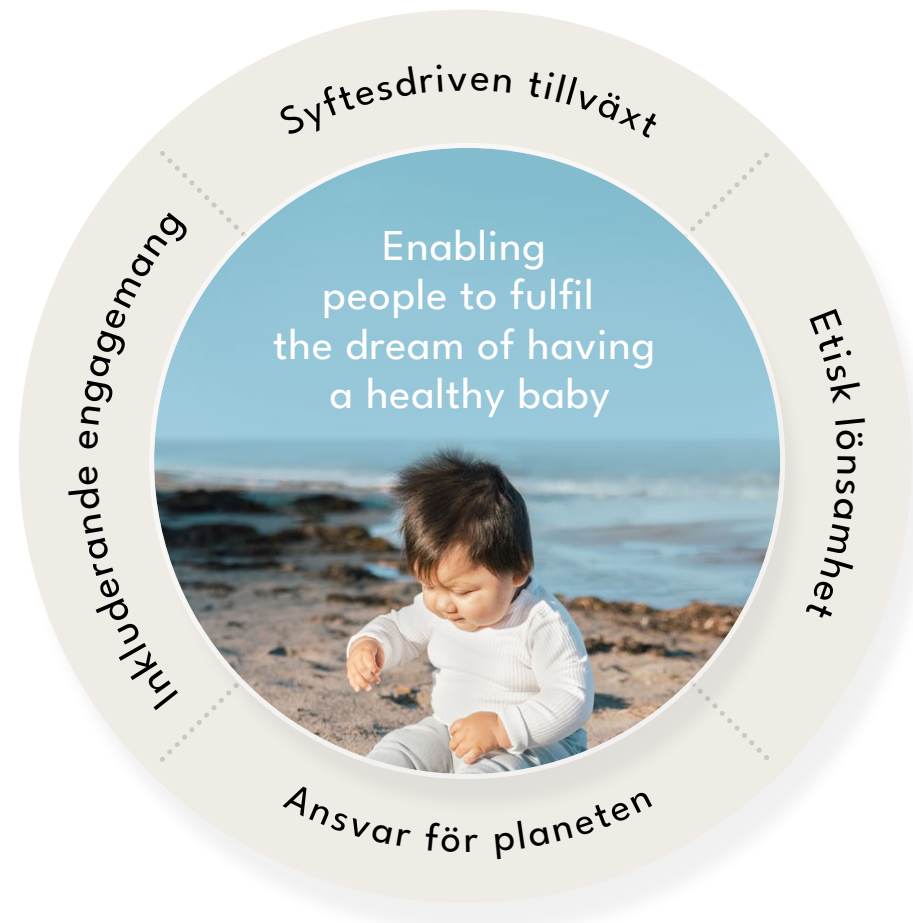 Syftesdriven tillväxt
Inkluderande engagemang
Enabling
people to fulfil
the dream of having
a healthy baby
Etisk lönsamhet
Ansvar för planeten